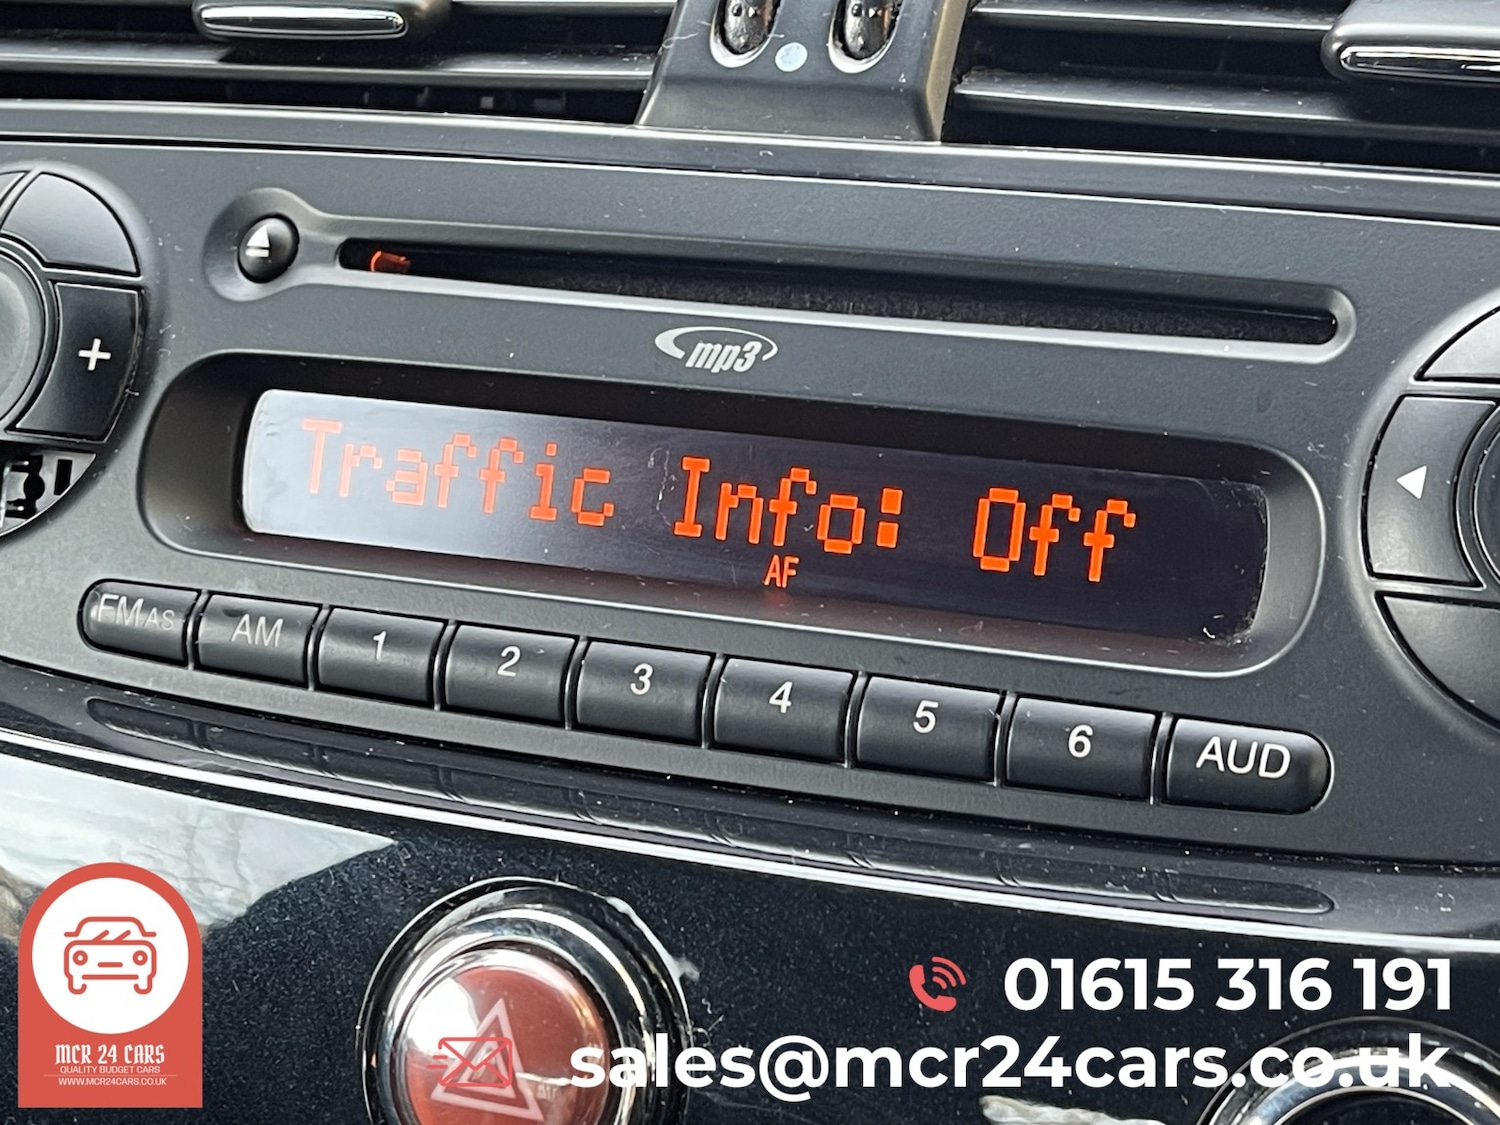 mp3
Traffic Info: Off
AF
FM AS AM 1 2 3 4 5 6 AUD
MCR 24 CARS
QUALITY BUDGET CARS
WWW.MCR24CARS.CO.UK
01615 316 191
sales@mcr24cars.co.uk